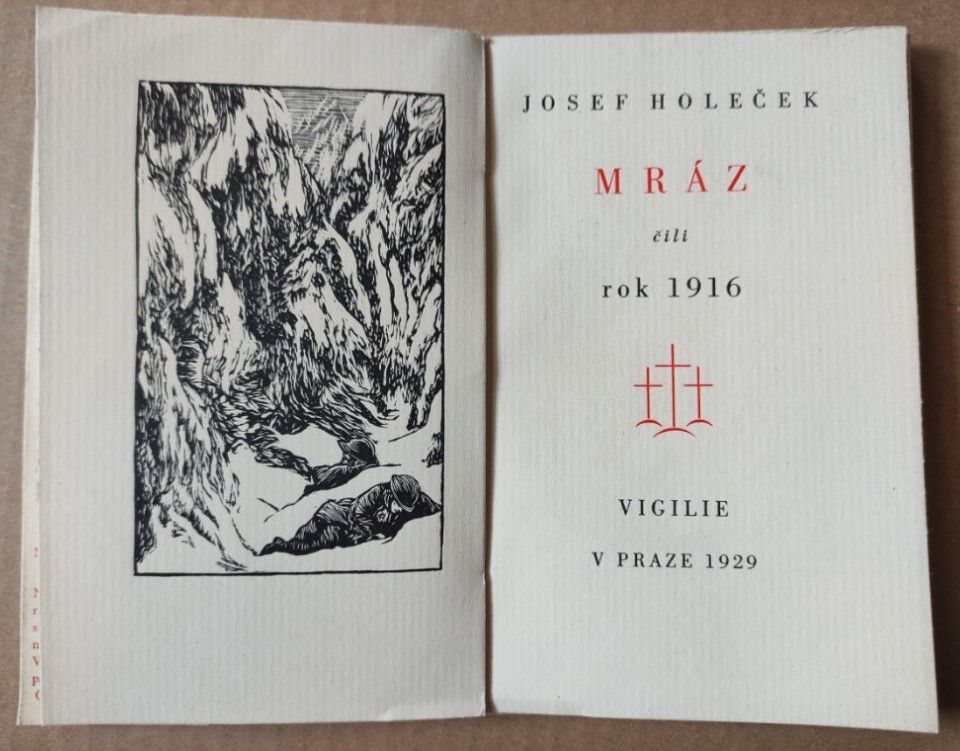 JOSEF HOLEČEK
MRÁZ
čili
rok 1916
VIGILIE
V PRAZE 1929